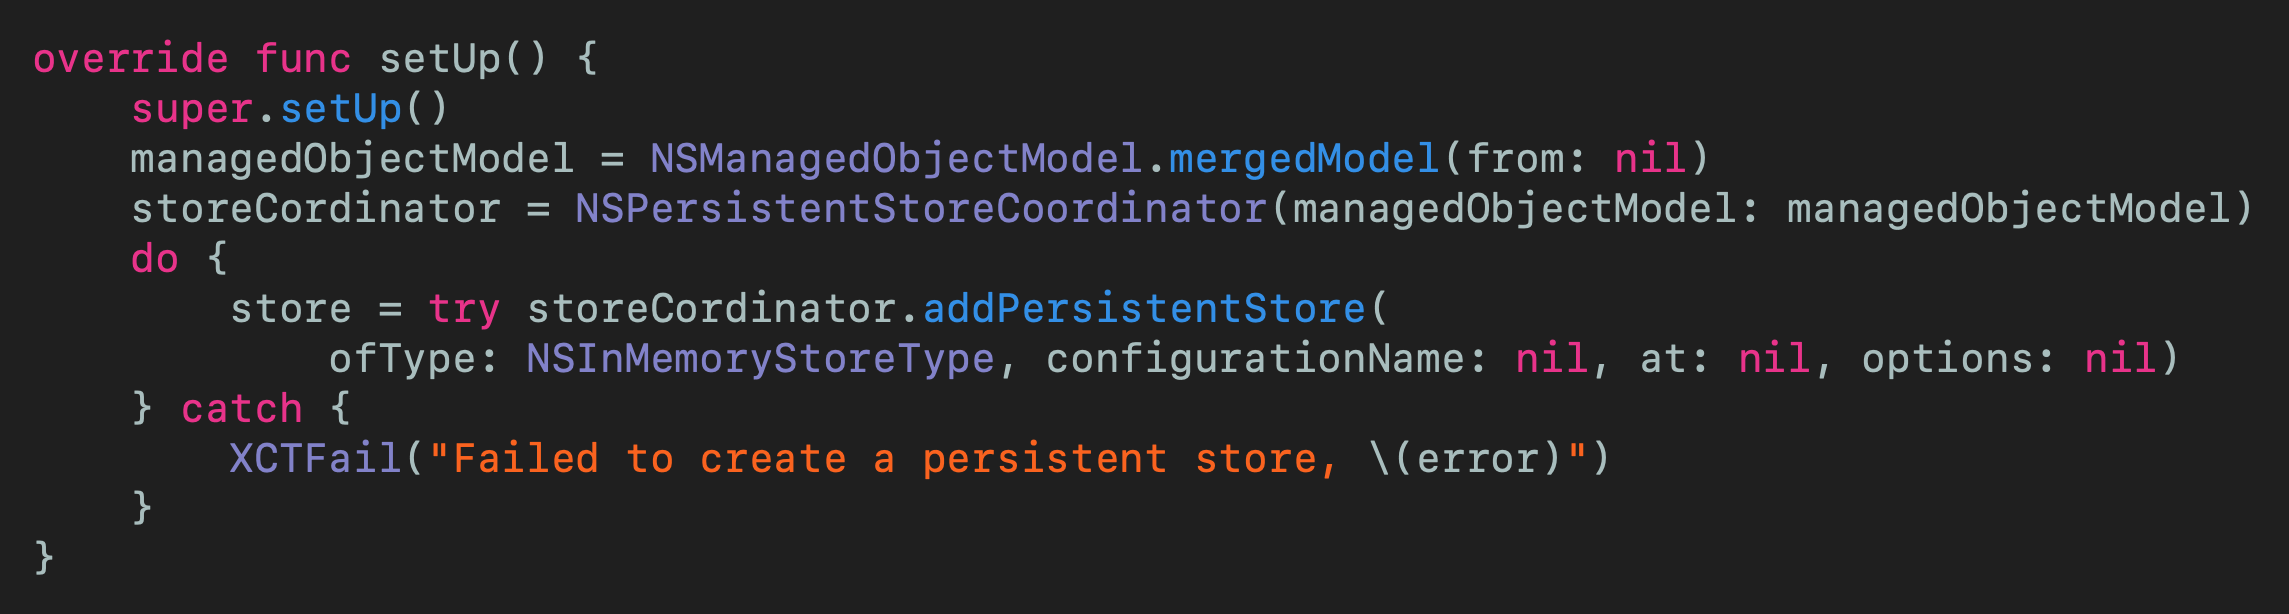 override func setUp() {
    super.setUp()
    managedObjectModel = NSManagedObjectModel.mergedModel(from: nil)
    storeCordinator = NSPersistentStoreCoordinator(managedObjectModel: managedObjectModel)
    do {
        store = try storeCordinator.addPersistentStore(
            ofType: NSInMemoryStoreType, configurationName: nil, at: nil, options: nil)
    } catch {
        XCTFail("Failed to create a persistent store, \(error)")
    }
}